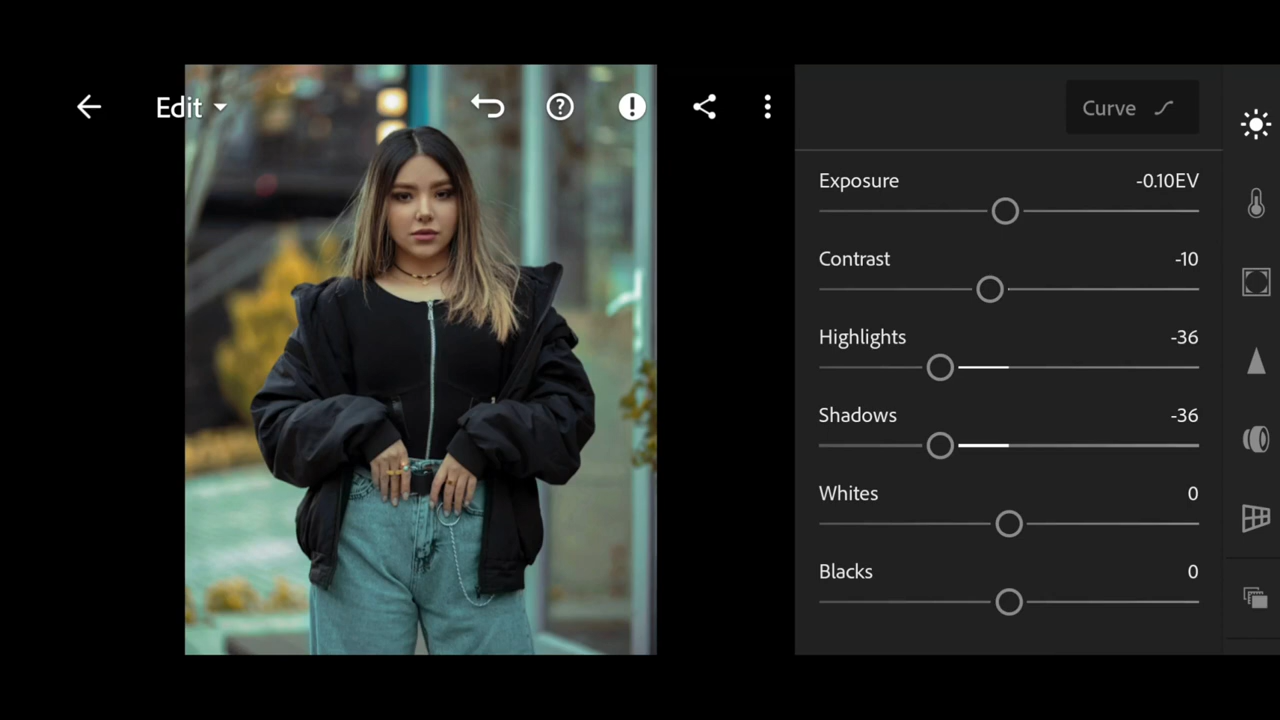 Edit
Curve
Exposure -0.10EV
Contrast -10
Highlights -36
Shadows -36
Whites 0
Blacks 0